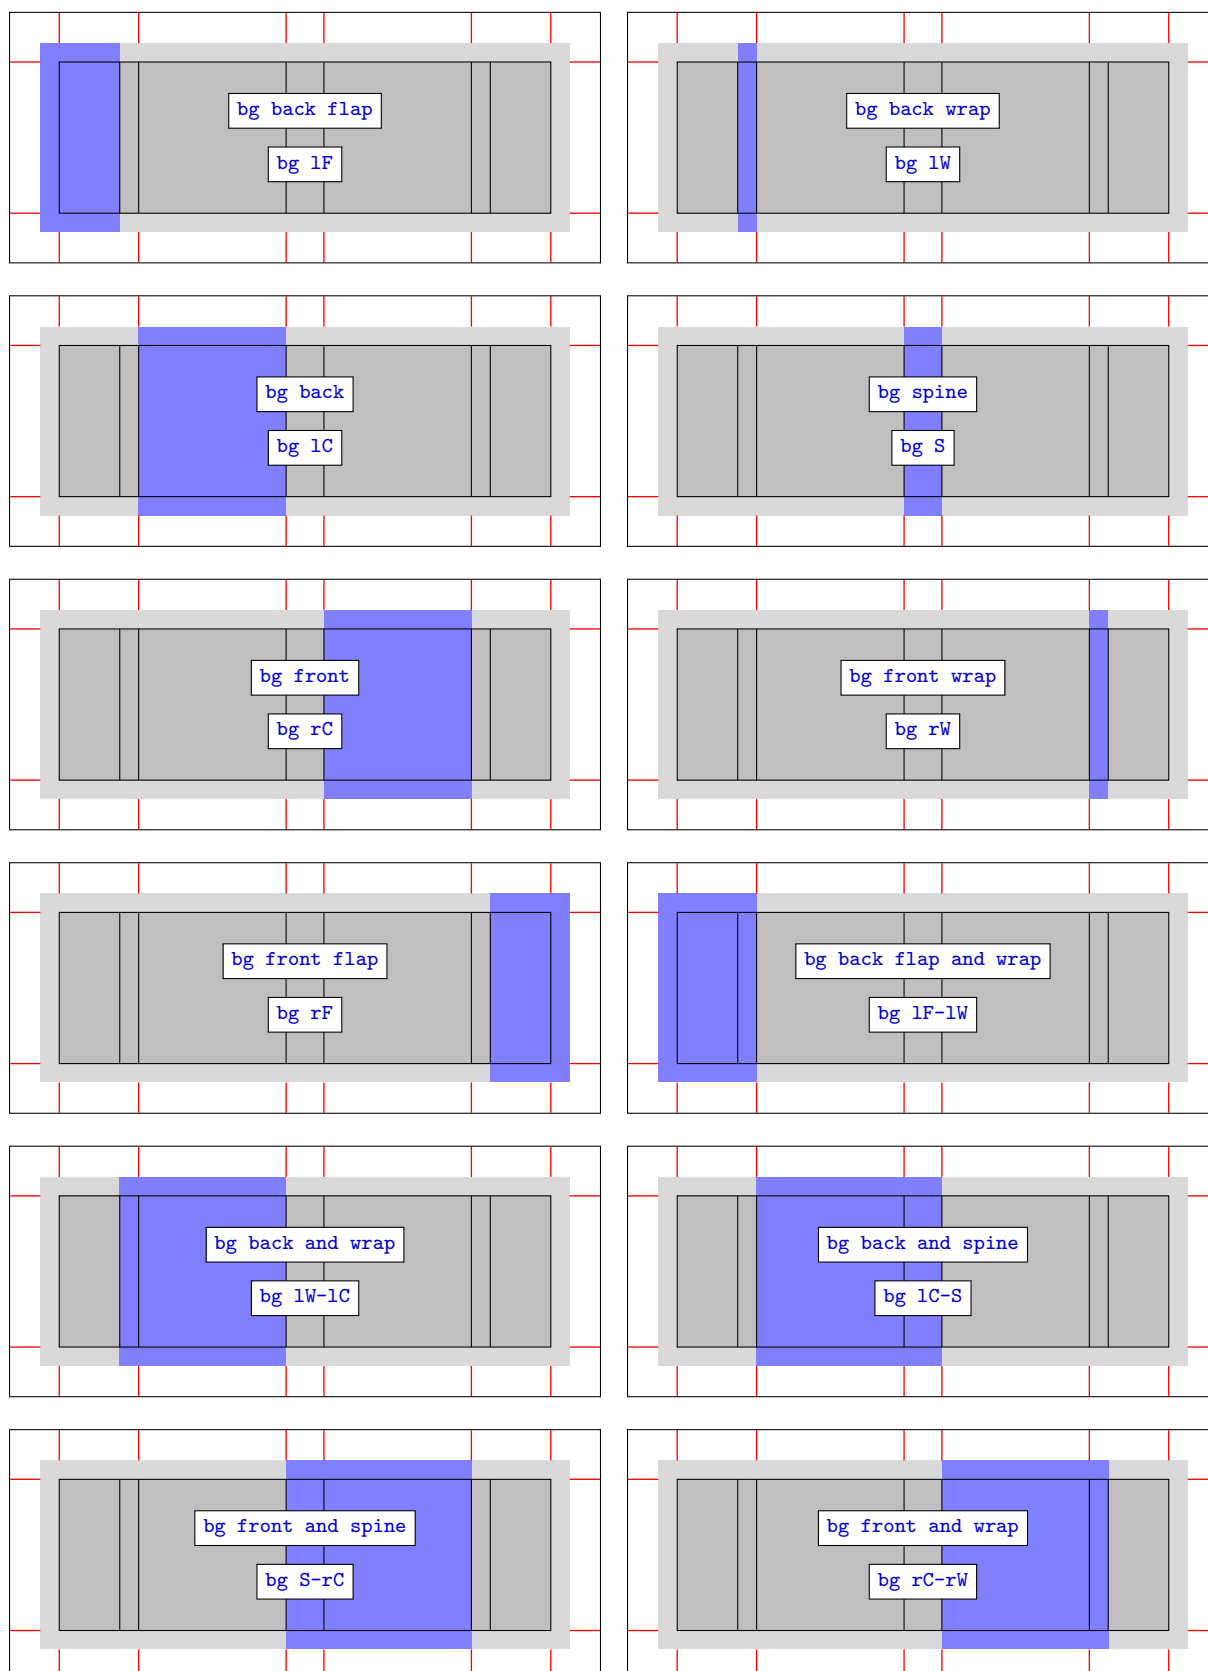 bg back flap
bg lF
bg back wrap
bg lW
bg back
bg lC
bg spine
bg S
bg front
bg rC
bg front wrap
bg rW
bg front flap
bg rF
bg back flap and wrap
bg lF-lW
bg back and wrap
bg lW-lC
bg back and spine
bg lC-S
bg front and spine
bg S-rC
bg front and wrap
bg rC-rW